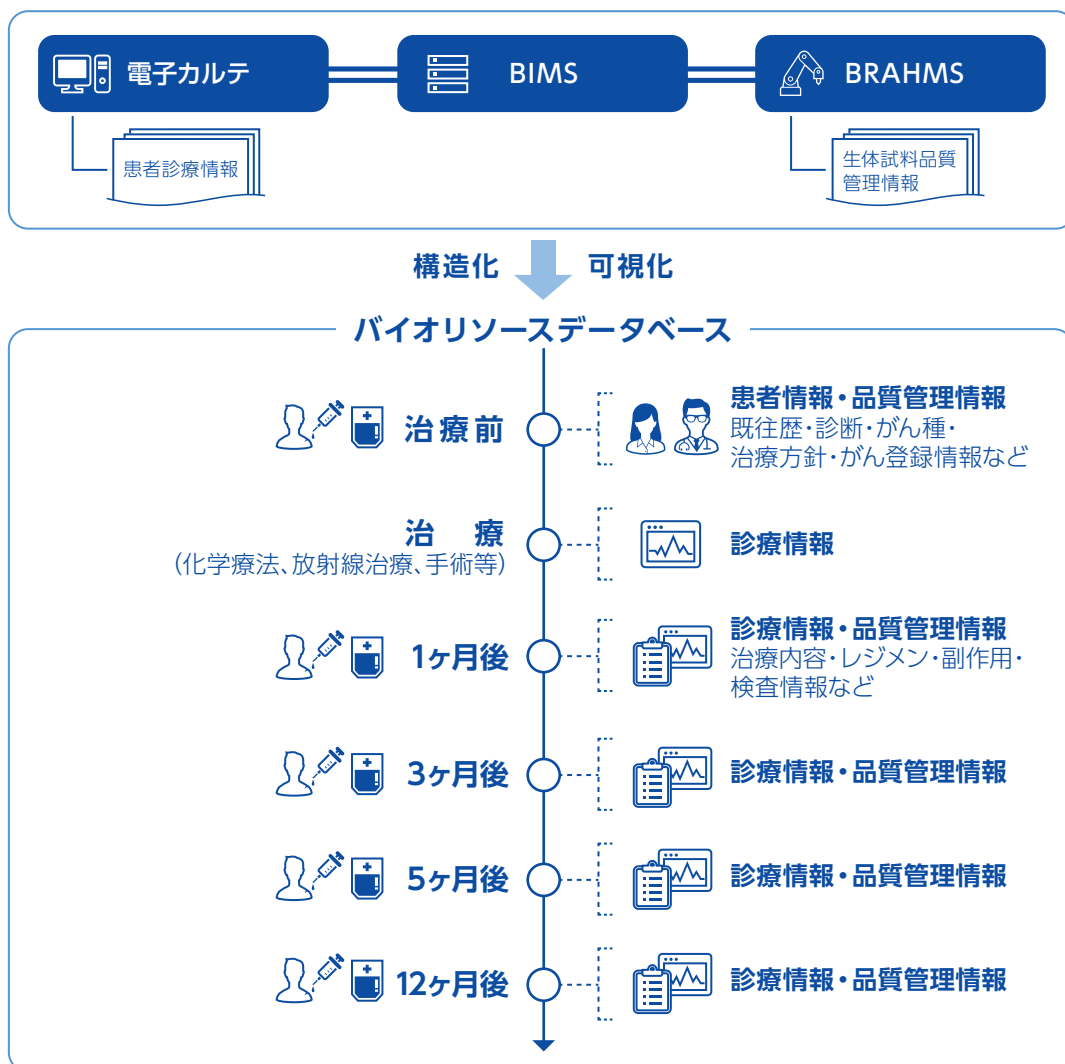 電子カルテ
BIMS
BRAHMS
患者診療情報
生体試料品質
管理情報
構造化
可視化
バイオリソースデータベース
治療前
患者情報・品質管理情報
既往歴・診断・がん種・
治療方針・がん登録情報など
治 療
(化学療法、放射線治療、手術等)
診療情報
1ヶ月後
診療情報・品質管理情報
治療内容・レジメン・副作用・
検査情報など
3ヶ月後
診療情報・品質管理情報
5ヶ月後
診療情報・品質管理情報
12ヶ月後
診療情報・品質管理情報